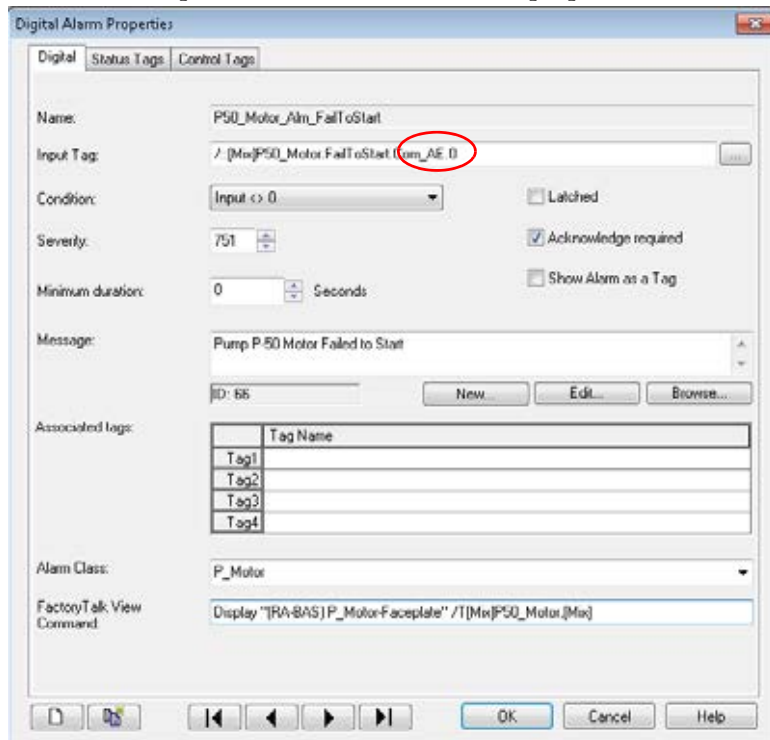 Digital Alarm Properties
Digital Status Tags Control Tags
Name: P50_Motor_Alm_FailToStart
Input Tag: /::[Mix]P50_Motor.FailToStart.Com_AE.0 ...
Condition: Input <> 0 Latched
Severity: 751 Acknowledge required
Show Alarm as a Tag
Minimum duration: 0 Seconds
Message: Pump P-50 Motor Failed to Start
ID: 66 New... Edit... Browse...
Associated tags: Tag Name
Tag1
Tag2
Tag3
Tag4
Alarm Class: P_Motor
FactoryTalk View Display "(RA-BAS) P_Motor-Faceplate" /T[Mix]P50_Motor,[Mix]
Command:
OK Cancel Help